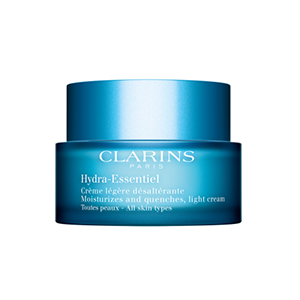 CLARINS
PARIS
Hydra-Essentiel
Crème légère désaltérante
Moisturizes and quenches, light cream
Toutes peaux - All skin types